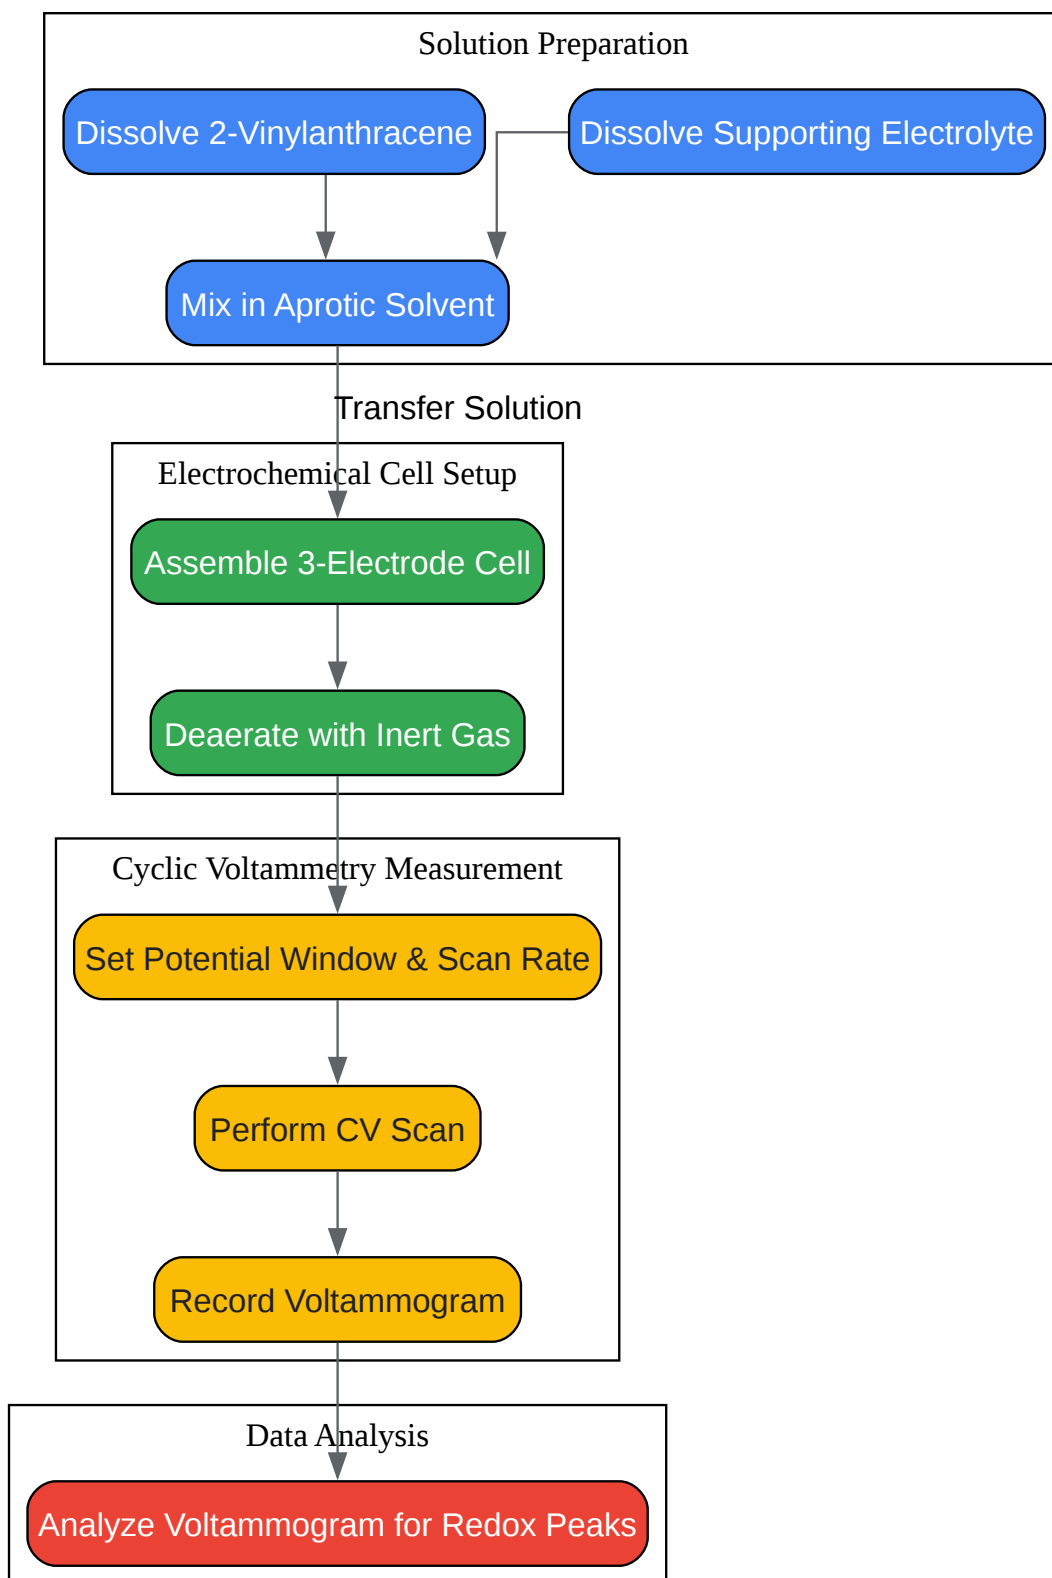 Solution Preparation
Dissolve 2-Vinylanthracene
Dissolve Supporting Electrolyte
Mix in Aprotic Solvent
Transfer Solution
Electrochemical Cell Setup
Assemble 3-Electrode Cell
Deaerate with Inert Gas
Cyclic Voltammetry Measurement
Set Potential Window & Scan Rate
Perform CV Scan
Record Voltammogram
Data Analysis
Analyze Voltammogram for Redox Peaks